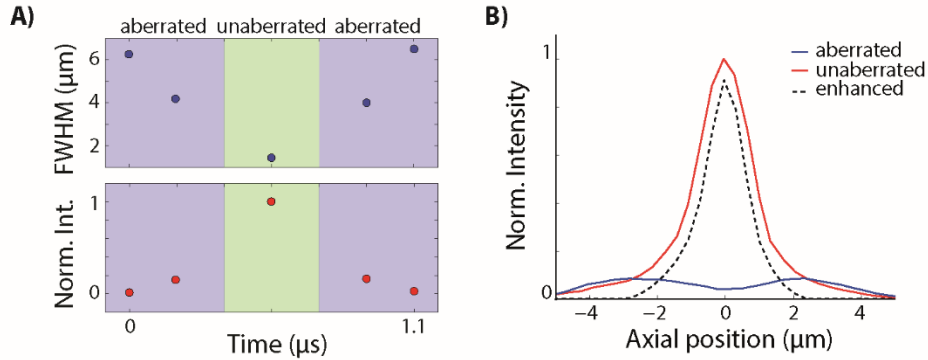 A)
aberrated unaberrated aberrated
FWHM (μm)
6
4
2
Norm. Int.
1
0
0 1.1
Time (μs)
B)
Norm. Intensity
1
0
aberrated
unaberrated
enhanced
−4 −2 0 2 4
Axial position (μm)